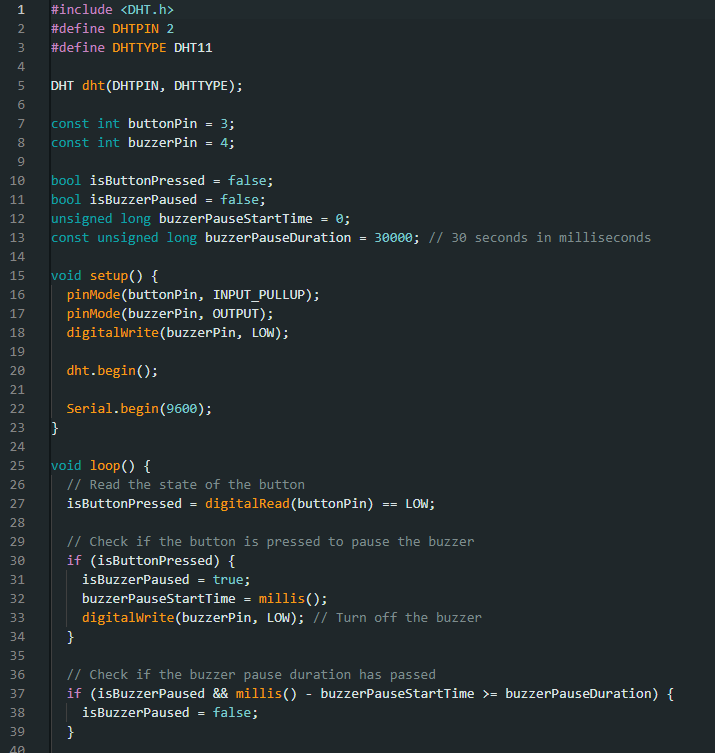 1 #include <DHT.h>
2 #define DHTPIN 2
3 #define DHTTYPE DHT11
4
5 DHT dht(DHTPIN, DHTTYPE);
6
7 const int buttonPin = 3;
8 const int buzzerPin = 4;
9
10 bool isButtonPressed = false;
11 bool isBuzzerPaused = false;
12 unsigned long buzzerPauseStartTime = 0;
13 const unsigned long buzzerPauseDuration = 30000; // 30 seconds in milliseconds
14
15 void setup() {
16   pinMode(buttonPin, INPUT_PULLUP);
17   pinMode(buzzerPin, OUTPUT);
18   digitalWrite(buzzerPin, LOW);
19
20   dht.begin();
21
22   Serial.begin(9600);
23 }
24
25 void loop() {
26   // Read the state of the button
27   isButtonPressed = digitalRead(buttonPin) == LOW;
28
29   // Check if the button is pressed to pause the buzzer
30   if (isButtonPressed) {
31     isBuzzerPaused = true;
32     buzzerPauseStartTime = millis();
33     digitalWrite(buzzerPin, LOW); // Turn off the buzzer
34   }
35
36   // Check if the buzzer pause duration has passed
37   if (isBuzzerPaused && millis() - buzzerPauseStartTime >= buzzerPauseDuration) {
38     isBuzzerPaused = false;
39   }
40